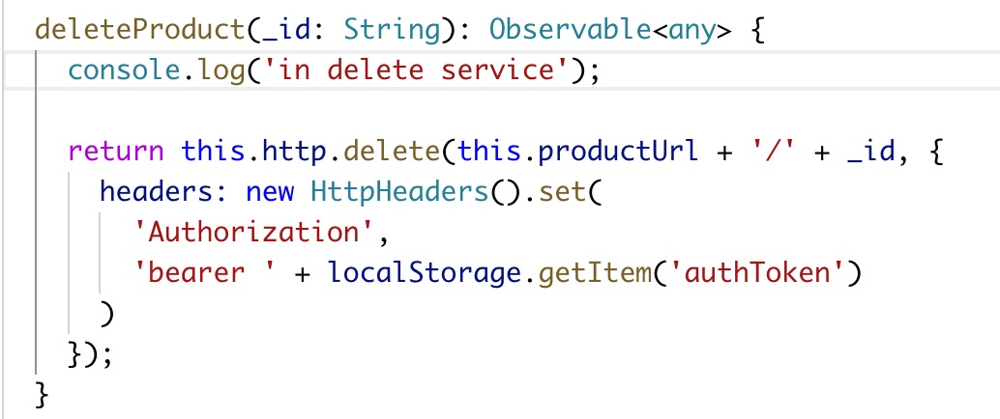 deleteProduct(_id: String): Observable<any> {
console.log('in delete service');
return this.http.delete(this.productUrl + '/' + _id, {
headers: new HttpHeaders().set(
'Authorization',
'bearer ' + localStorage.getItem('authToken')
)
});
}